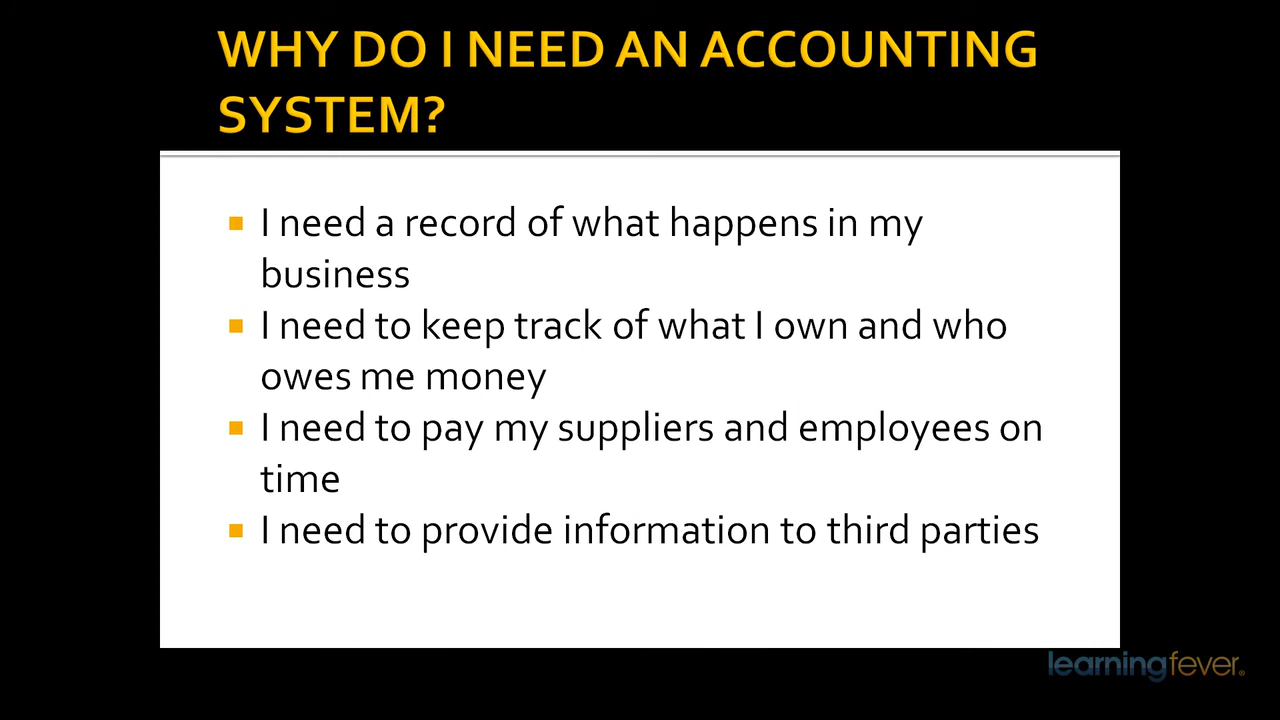 WHY DO I NEED AN ACCOUNTING
SYSTEM?
I need a record of what happens in my
business
I need to keep track of what I own and who
owes me money
I need to pay my suppliers and employees on
time
I need to provide information to third parties
learningfever®